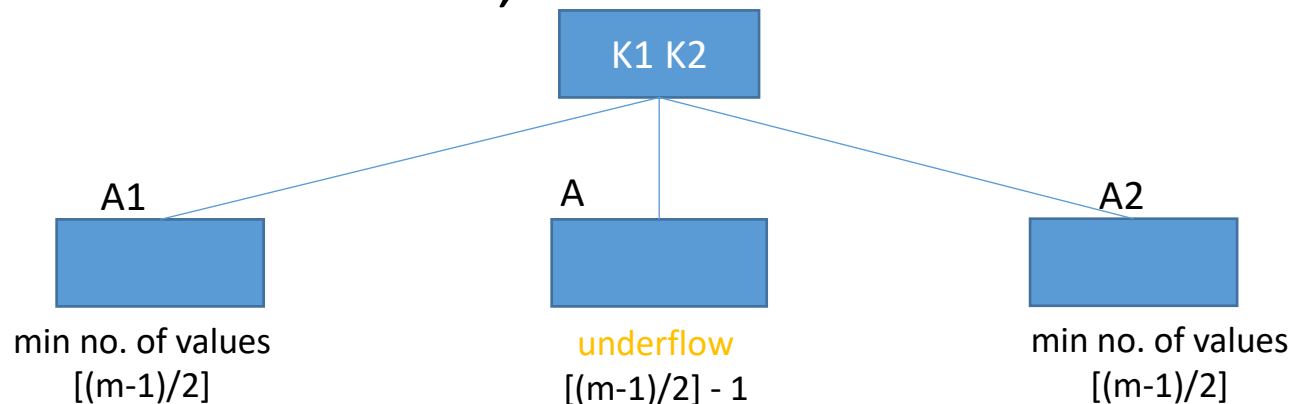 K1 K2
A1
A
A2
min no. of values
[(m-1)/2]
underflow
[(m-1)/2] - 1
min no. of values
[(m-1)/2]